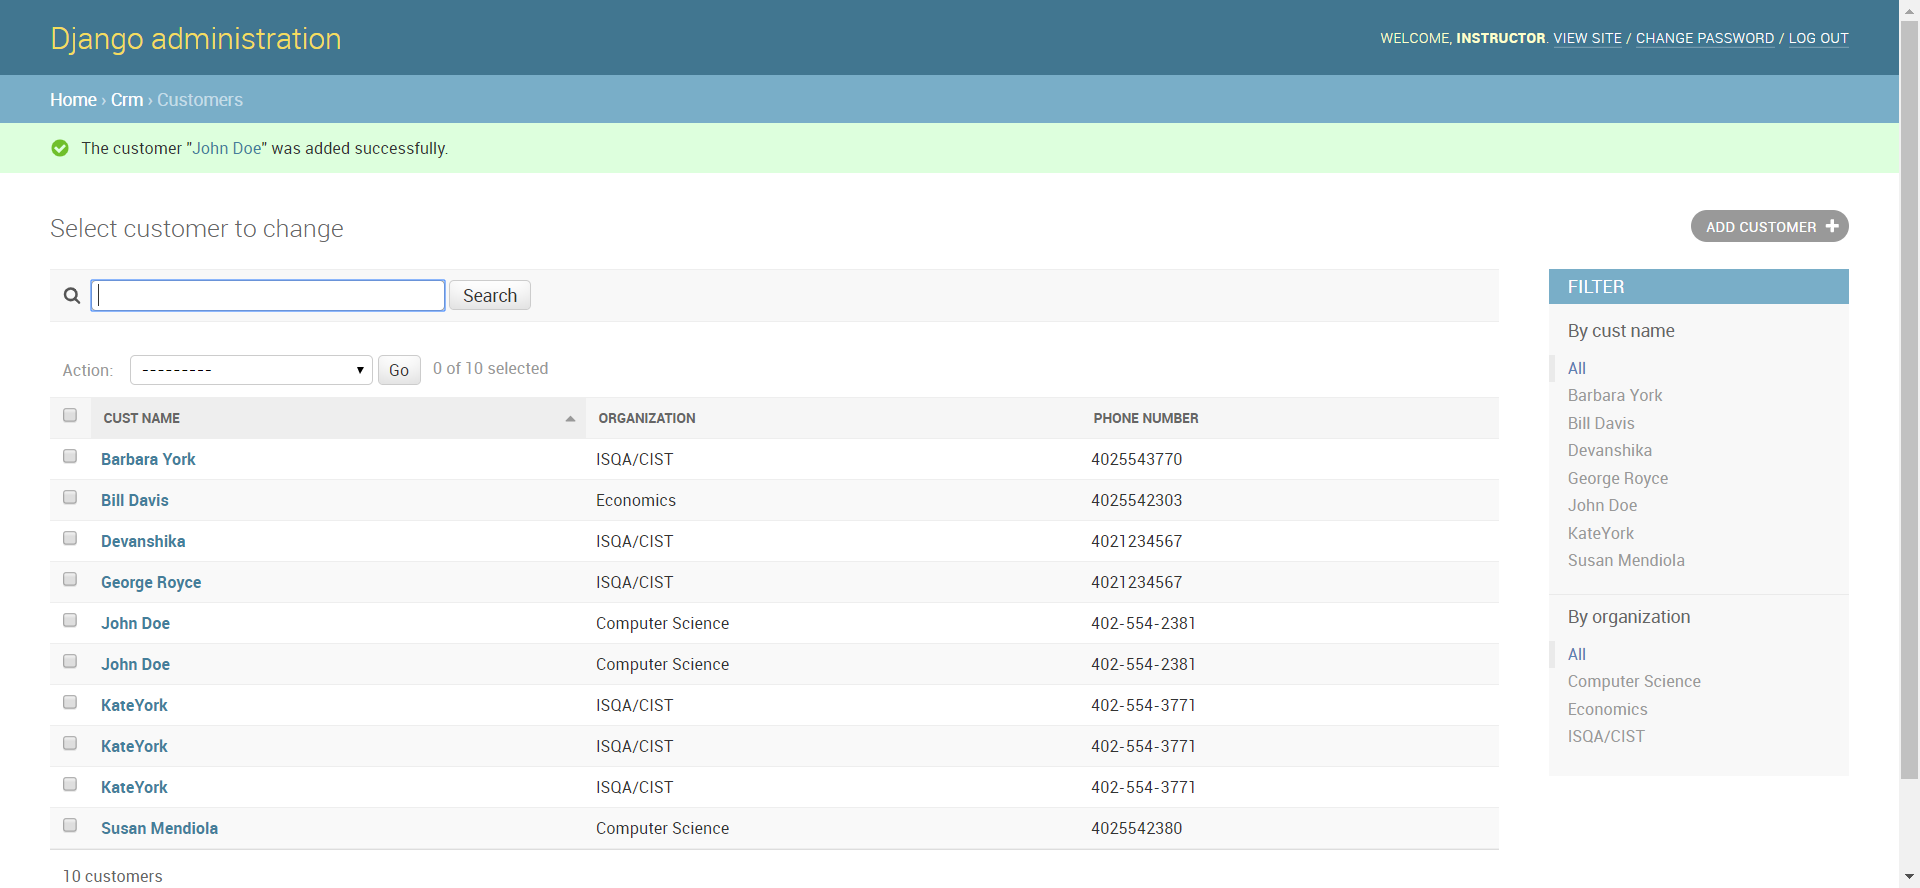 Django administration
WELCOME, INSTRUCTOR. VIEW SITE / CHANGE PASSWORD / LOG OUT
Home › Crm › Customers
The customer "John Doe" was added successfully.
Select customer to change
ADD CUSTOMER +
Search
Action: --------- Go 0 of 10 selected
CUST NAME ORGANIZATION PHONE NUMBER
Barbara York ISQA/CIST 4025543770
Bill Davis Economics 4025542303
Devanshika ISQA/CIST 4021234567
George Royce ISQA/CIST 4021234567
John Doe Computer Science 402-554-2381
John Doe Computer Science 402-554-2381
KateYork ISQA/CIST 402-554-3771
KateYork ISQA/CIST 402-554-3771
KateYork ISQA/CIST 402-554-3771
Susan Mendiola Computer Science 4025542380
10 customers
FILTER
By cust name
All
Barbara York
Bill Davis
Devanshika
George Royce
John Doe
KateYork
Susan Mendiola
By organization
All
Computer Science
Economics
ISQA/CIST